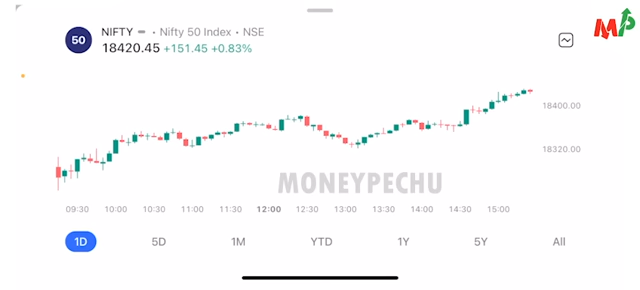 MP
50
NIFTY • Nifty 50 Index • NSE
18420.45 +151.45 +0.83%
18400.00
18320.00
MONEYPECHU
09:30 10:00 10:30 11:00 11:30 12:00 12:30 13:00 13:30 14:00 14:30 15:00
1D 5D 1M YTD 1Y 5Y All